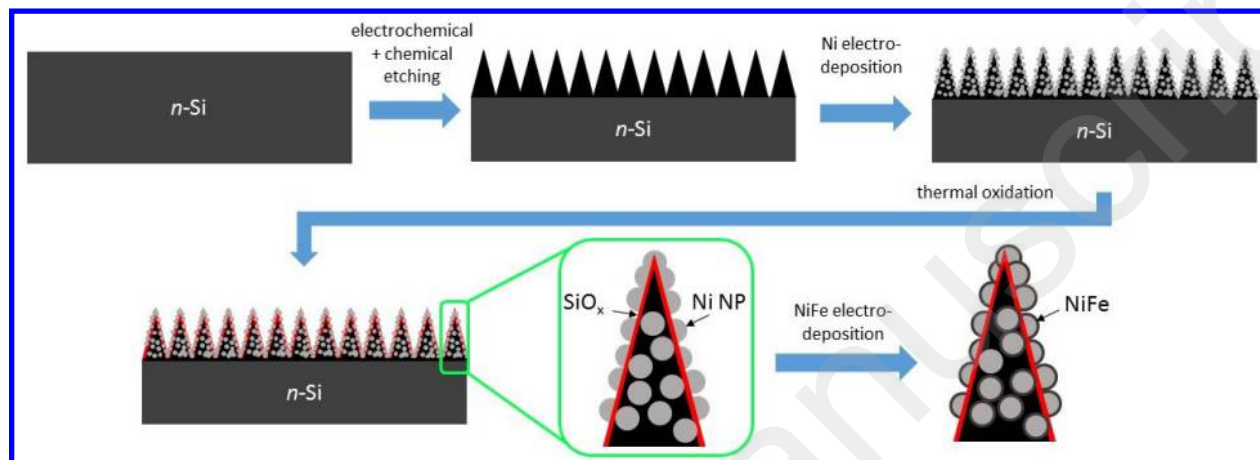 n-Si
electrochemical
+ chemical
etching
n-Si
Ni electro-
deposition
n-Si
thermal oxidation
n-Si
SiOₓ
Ni NP
NiFe electro-
deposition
NiFe